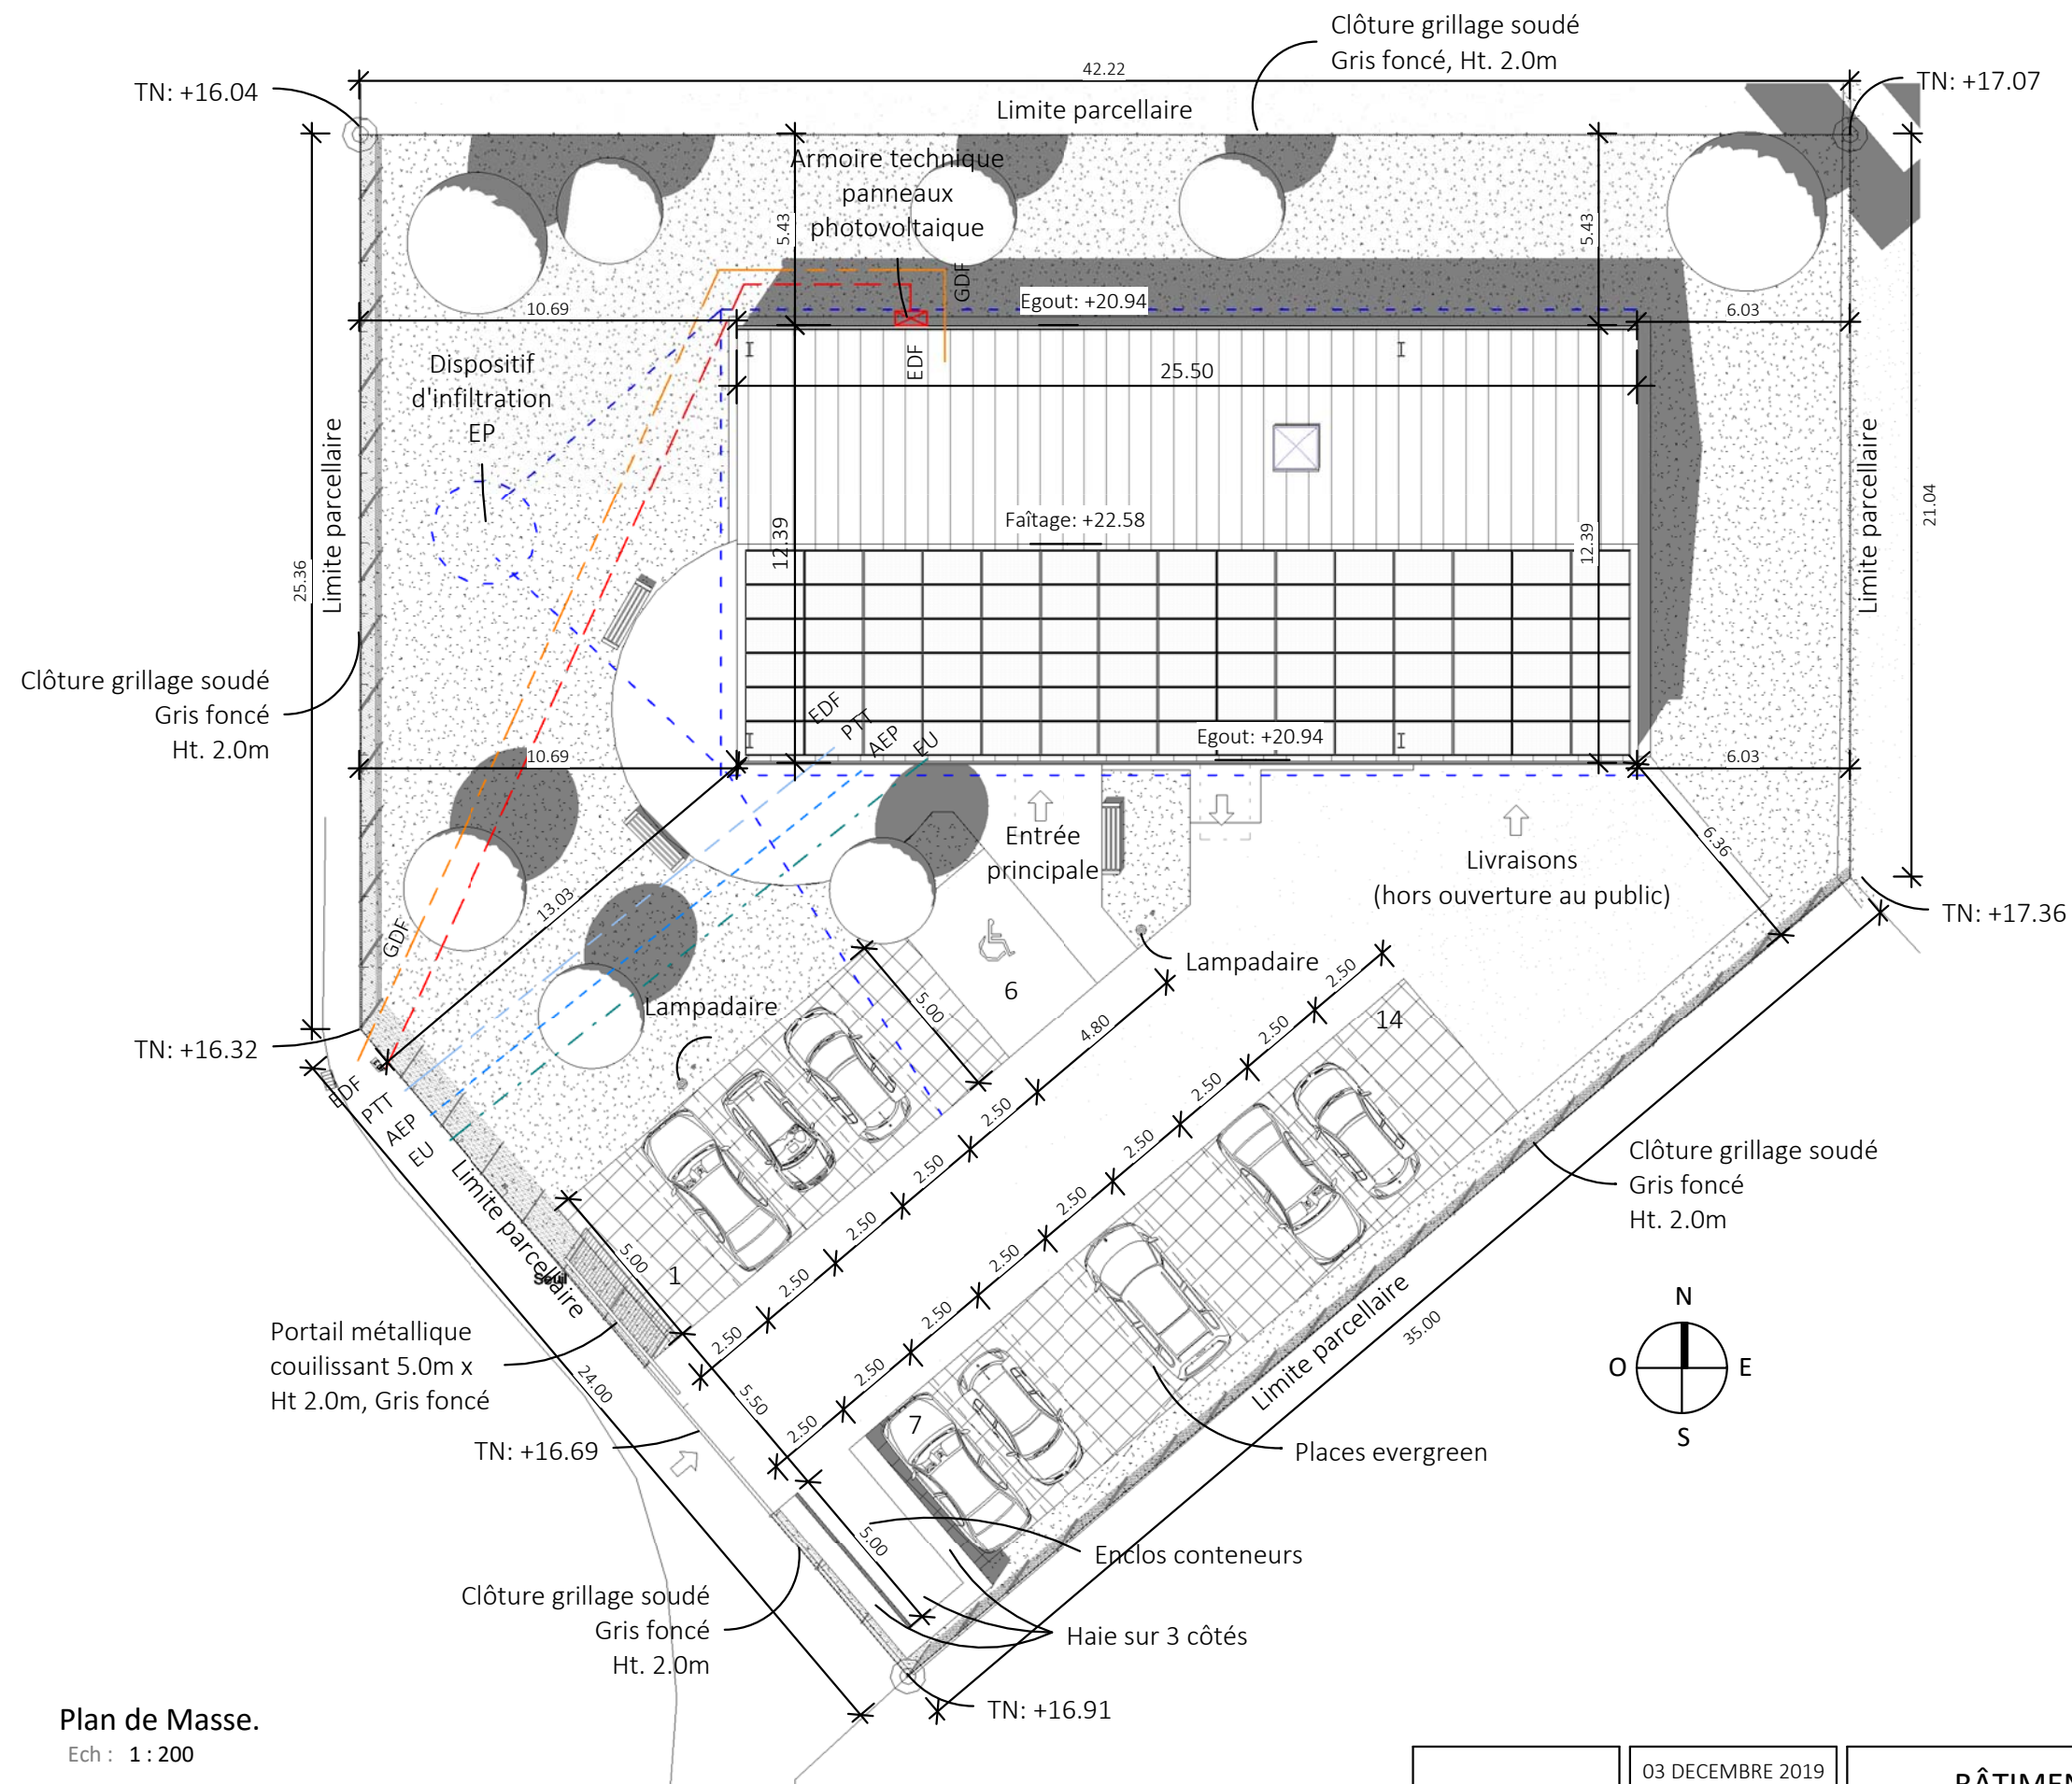 Clôture grillage soudé
Gris foncé, Ht. 2.0m
42.22
TN: +16.04
TN: +17.07
Limite parcellaire
Armoire technique
panneaux
photovoltaique
5.43
5.43
GDF
Egout: +20.94
10.69
6.03
EDF
25.50
Dispositif
d'infiltration
EP
Limite parcellaire
25.36
Faîtage: +22.58
12.39
12.39
Limite parcellaire
21.04
Clôture grillage soudé
Gris foncé
Ht. 2.0m
EDF
PTT
AEP
EU
Egout: +20.94
10.69
6.03
6.36
Entrée
principale
Livraisons
(hors ouverture au public)
13.03
GDF
TN: +17.36
Lampadaire
6
5.00
4.80
Lampadaire
14
TN: +16.32
EDF
PTT
AEP
EU
Limite parcellaire
Seuil
5.00
1
2.50
2.50
2.50
2.50
2.50
2.50
2.50
2.50
2.50
2.50
2.50
2.50
2.50
Clôture grillage soudé
Gris foncé
Ht. 2.0m
Portail métallique
couilissant 5.0m x
Ht 2.0m, Gris foncé
24.00
5.50
7
Limite parcellaire
35.00
N
O
E
S
TN: +16.69
Places evergreen
5.00
Enclos conteneurs
Clôture grillage soudé
Gris foncé
Ht. 2.0m
Haie sur 3 côtés
TN: +16.91
Plan de Masse.
Ech : 1 : 200
03 DECEMBRE 2019